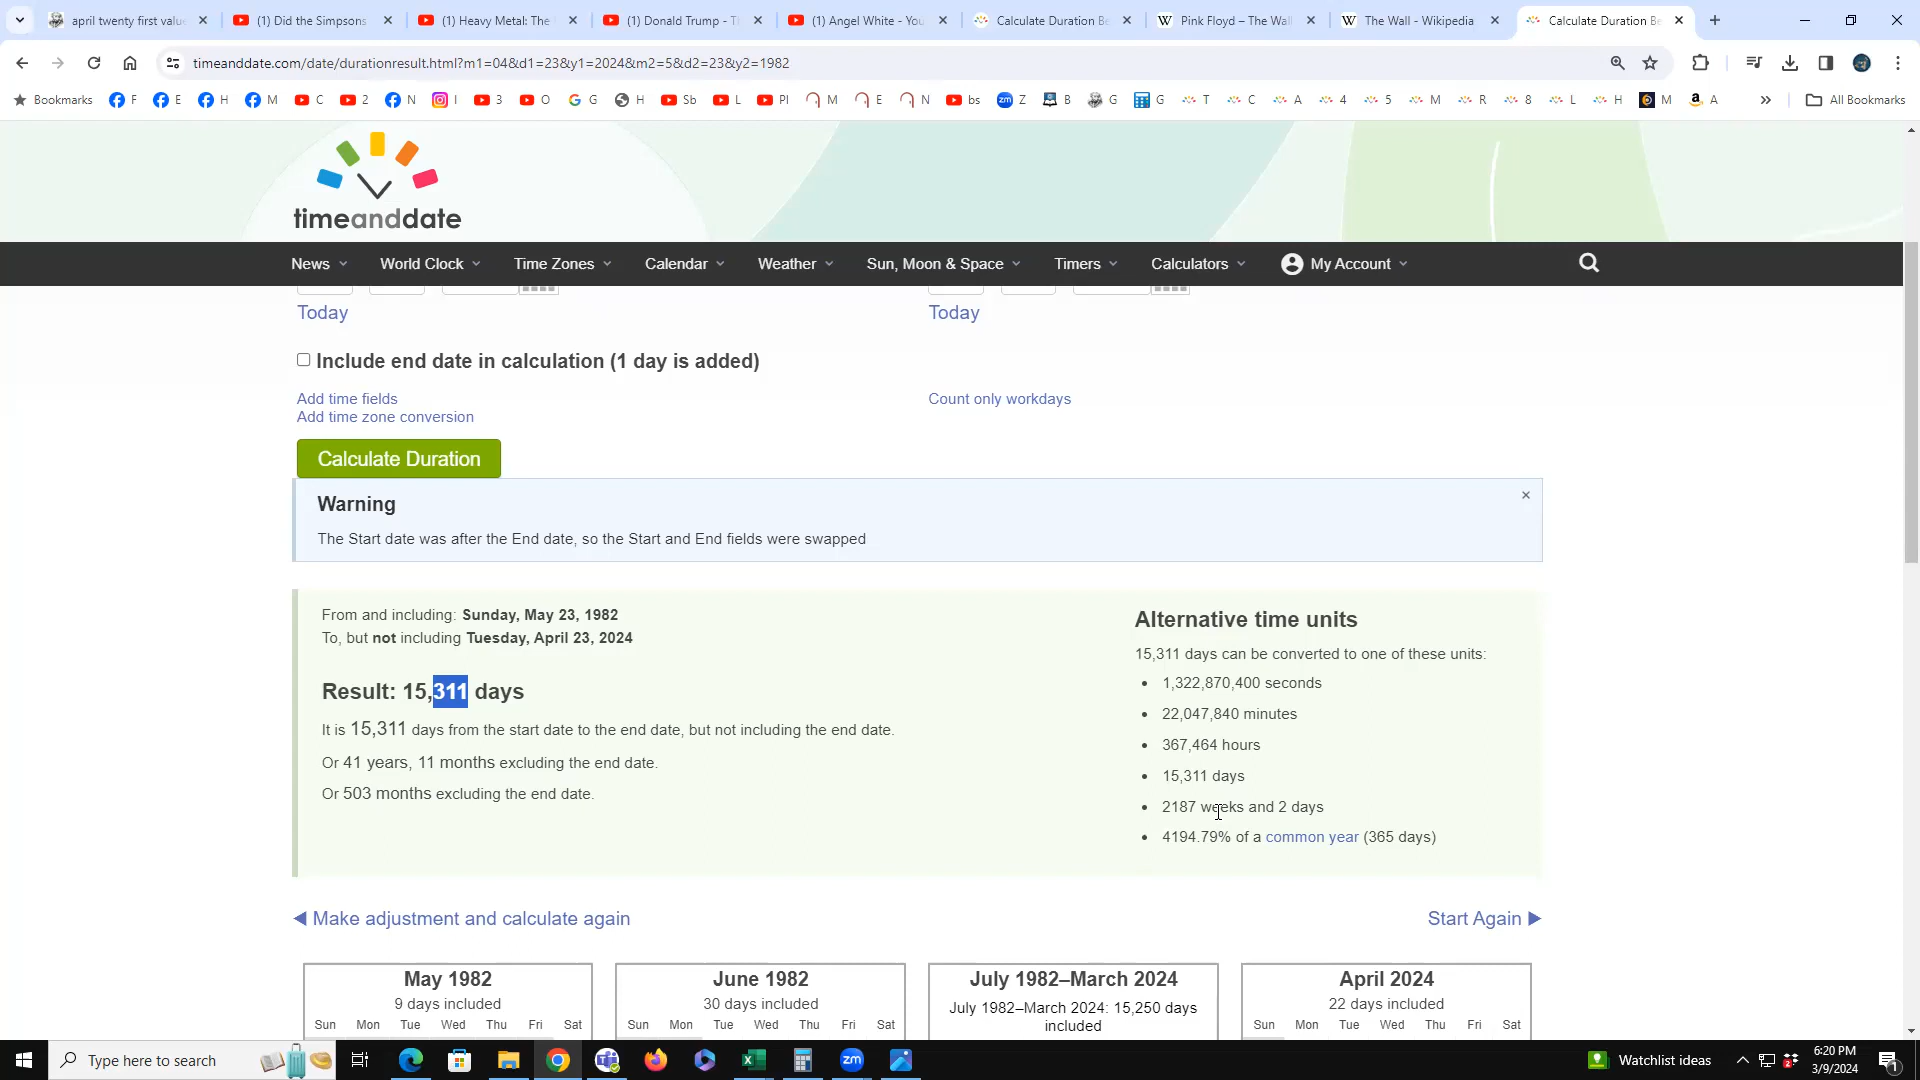 april twenty first value
(1) Did the Simpsons
(1) Heavy Metal: The
(1) Donald Trump - T
(1) Angel White - You
Calculate Duration Be
Pink Floyd – The Wall
The Wall - Wikipedia
Calculate Duration Be
timeanddate.com/date/durationresult.html?m1=04&d1=23&y1=2024&m2=5&d2=23&y2=1982
Bookmarks F E H M C 2 N I 3 O G H Sb L Pl M E N bs Z B G G T C A 4 5 M R 8 L H M A » All Bookmarks
timeanddate
News World Clock Time Zones Calendar Weather Sun, Moon & Space Timers Calculators My Account
Today Today
Include end date in calculation (1 day is added)
Add time fields
Count only workdays
Add time zone conversion
Calculate Duration
Warning
The Start date was after the End date, so the Start and End fields were swapped
From and including: Sunday, May 23, 1982
To, but not including Tuesday, April 23, 2024
Result: 15,311 days
It is 15,311 days from the start date to the end date, but not including the end date.
Or 41 years, 11 months excluding the end date.
Or 503 months excluding the end date.
Alternative time units
15,311 days can be converted to one of these units:
1,322,870,400 seconds
22,047,840 minutes
367,464 hours
15,311 days
2187 weeks and 2 days
4194.79% of a common year (365 days)
Make adjustment and calculate again
Start Again
May 1982
9 days included
Sun Mon Tue Wed Thu Fri Sat
June 1982
30 days included
Sun Mon Tue Wed Thu Fri Sat
July 1982–March 2024
July 1982–March 2024: 15,250 days
included
April 2024
22 days included
Sun Mon Tue Wed Thu Fri Sat
Type here to search
Watchlist ideas
6:20 PM
3/9/2024